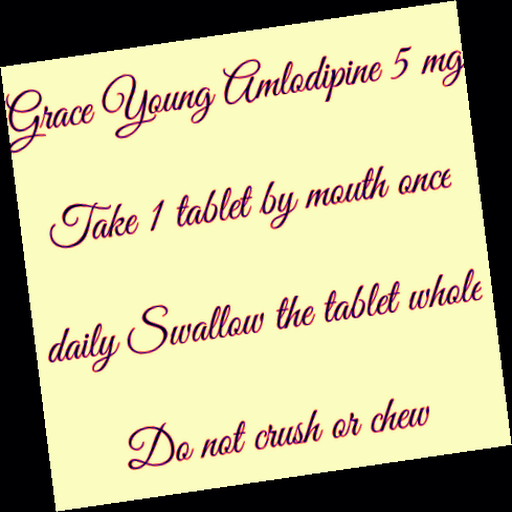 Grace Young Amlodipine 5 mg
Take 1 tablet by mouth once
daily Swallow the tablet whole
Do not crush or chew